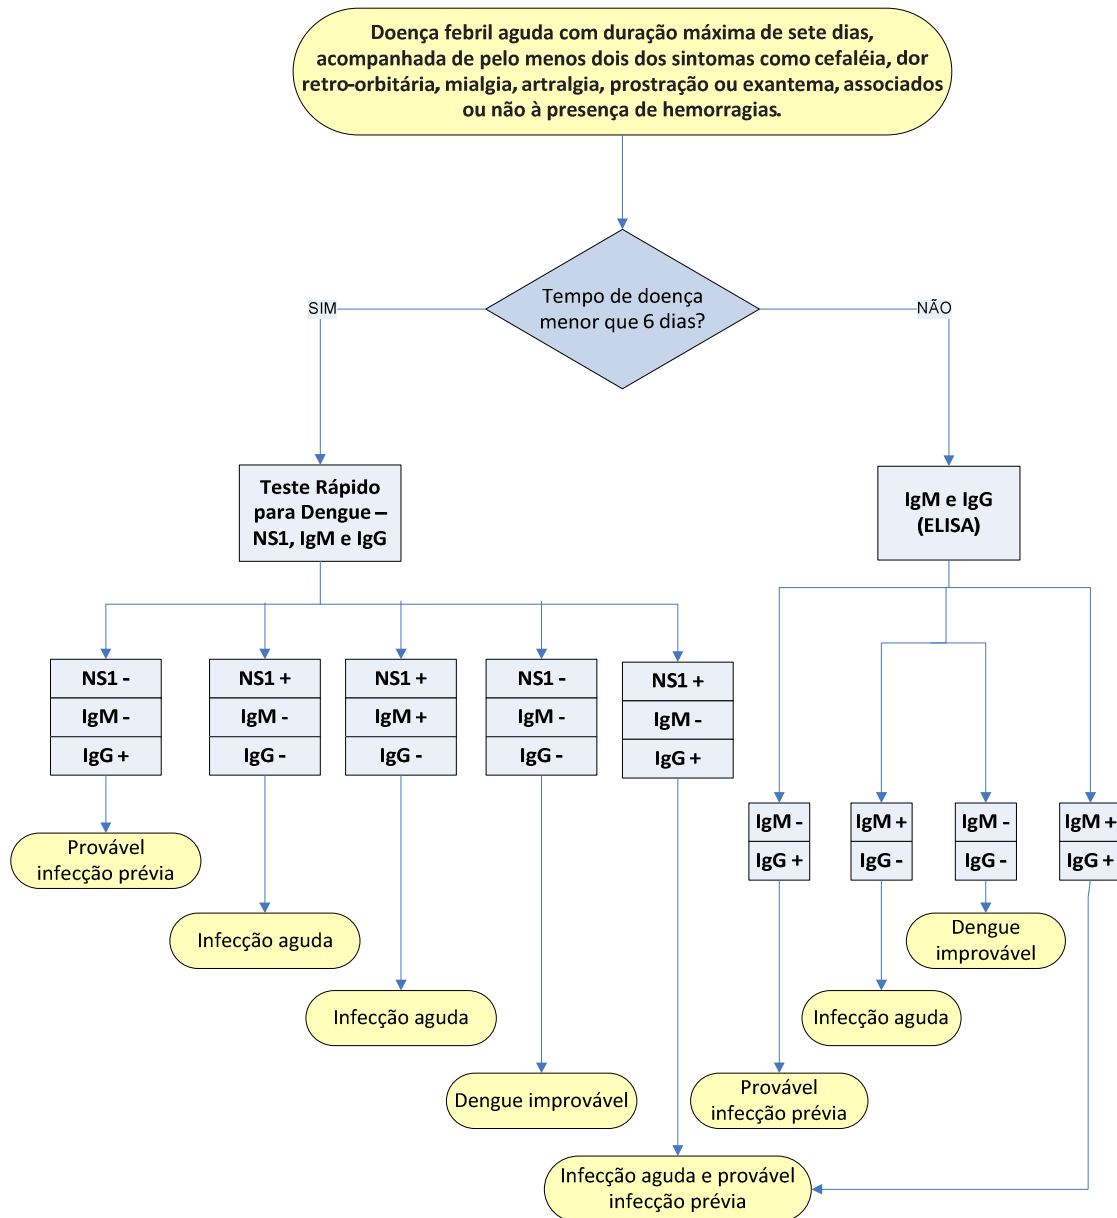 Doença febril aguda com duração máxima de sete dias,
acompanhada de pelo menos dois dos sintomas como cefaléia, dor
retro-orbitária, mialgia, artralgia, prostração ou exantema, associados
ou não à presença de hemorragias.
Tempo de doença
menor que 6 dias?
SIM
NÃO
Teste Rápido
para Dengue –
NS1, IgM e IgG
IgM e IgG
(ELISA)
NS1 -
IgM -
IgG +
NS1 +
IgM -
IgG -
NS1 +
IgM +
IgG -
NS1 -
IgM -
IgG -
NS1 +
IgM -
IgG +
IgM -
IgG +
IgM +
IgG -
IgM -
IgG -
IgM +
IgG +
Provável
infecção prévia
Infecção aguda
Infecção aguda
Dengue improvável
Provável
infecção prévia
Infecção aguda
Dengue
improvável
Infecção aguda e provável
infecção prévia